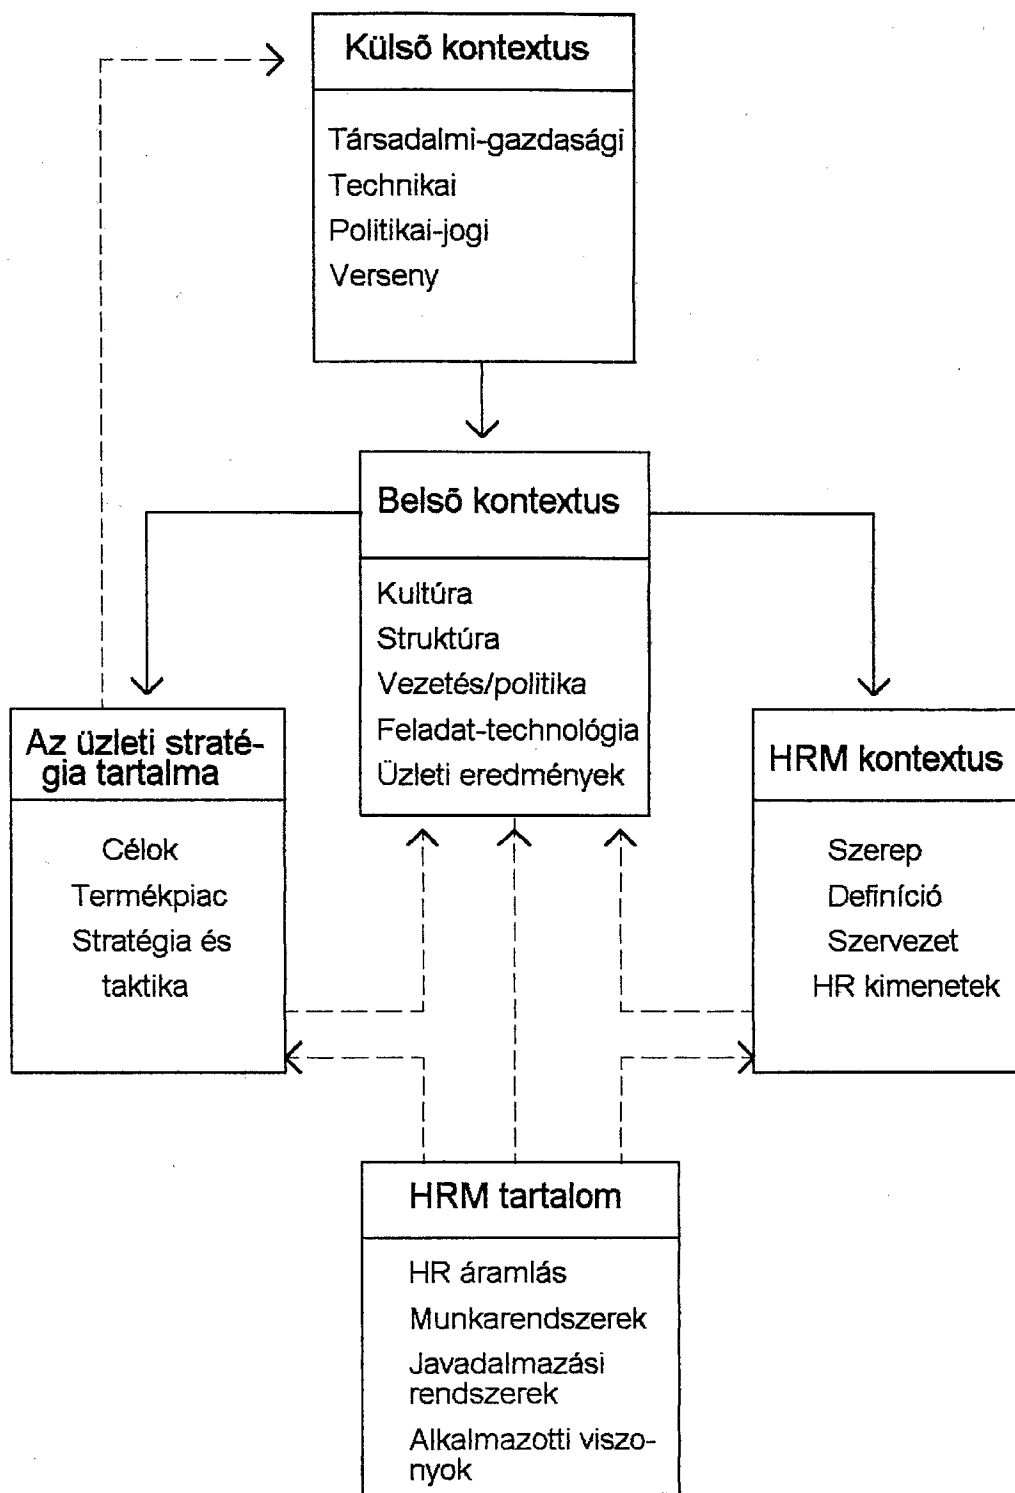 Külsõ kontextus
Társadalmi-gazdasági
Technikai
Politikai-jogi
Verseny
Belsõ kontextus
Kultúra
Struktúra
Vezetés/politika
Feladat-technológia
Üzleti eredmények
Az üzleti straté-
gia tartalma
Célok
Termékpiac
Stratégia és
taktika
HRM kontextus
Szerep
Definíció
Szervezet
HR kimenetek
HRM tartalom
HR áramlás
Munkarendszerek
Javadalmazási
rendszerek
Alkalmazotti viszo-
nyok